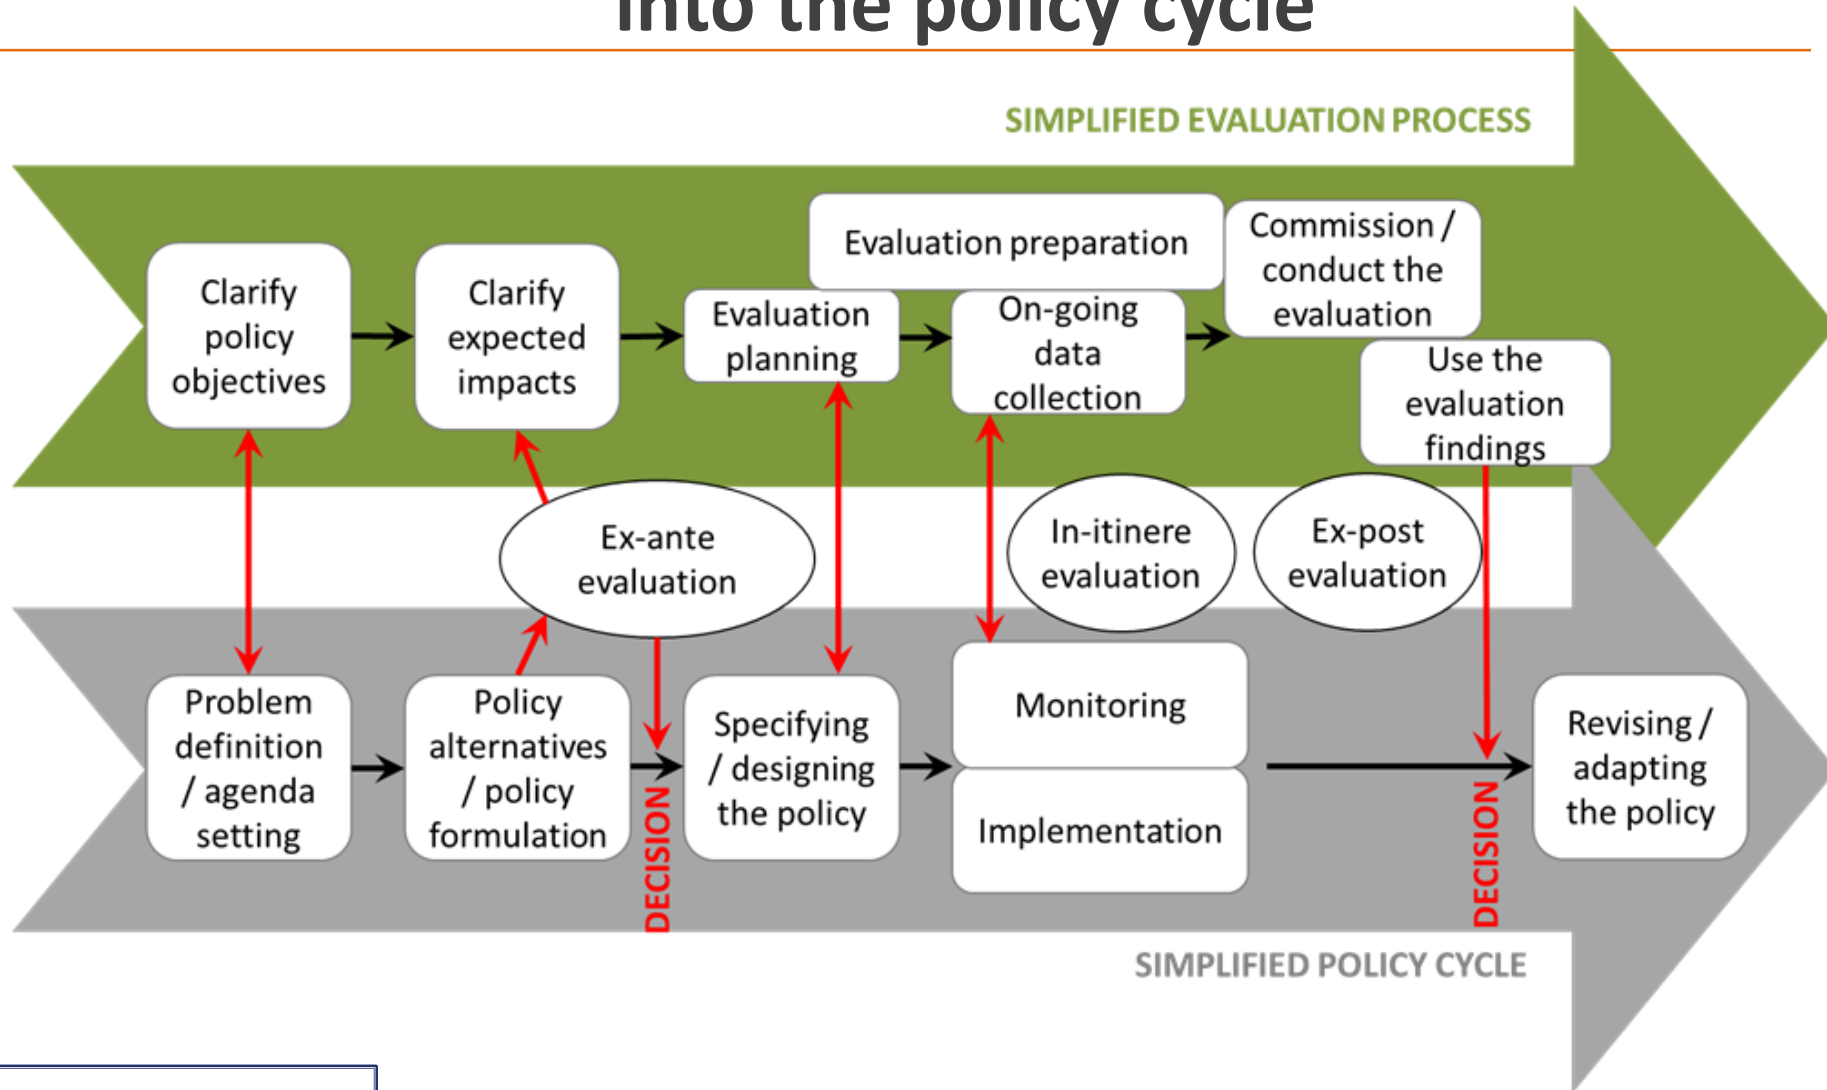 into the policy cycle
SIMPLIFIED EVALUATION PROCESS
Clarify
policy
objectives
Clarify
expected
impacts
Evaluation preparation
Evaluation
planning
On-going
data
collection
Commission /
conduct the
evaluation
Use the
evaluation
findings
Ex-ante
evaluation
In-itinere
evaluation
Ex-post
evaluation
Problem
definition
/ agenda
setting
Policy
alternatives
/ policy
formulation
DECISION
Specifying
/ designing
the policy
Monitoring
Implementation
DECISION
Revising /
adapting
the policy
SIMPLIFIED POLICY CYCLE